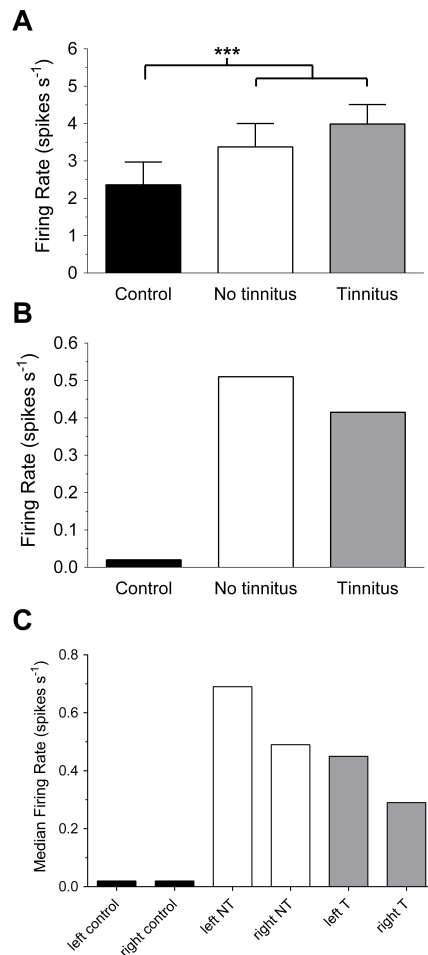 A
***
Firing Rate (spikes s⁻¹)
6
5
4
3
2
1
0
Control No tinnitus Tinnitus
B
Firing Rate (spikes s⁻¹)
0.6
0.5
0.4
0.3
0.2
0.1
0.0
Control No tinnitus Tinnitus
C
Median Firing Rate (spikes s⁻¹)
0.8
0.6
0.4
0.2
0.0
left control
right control
left NT
right NT
left T
right T